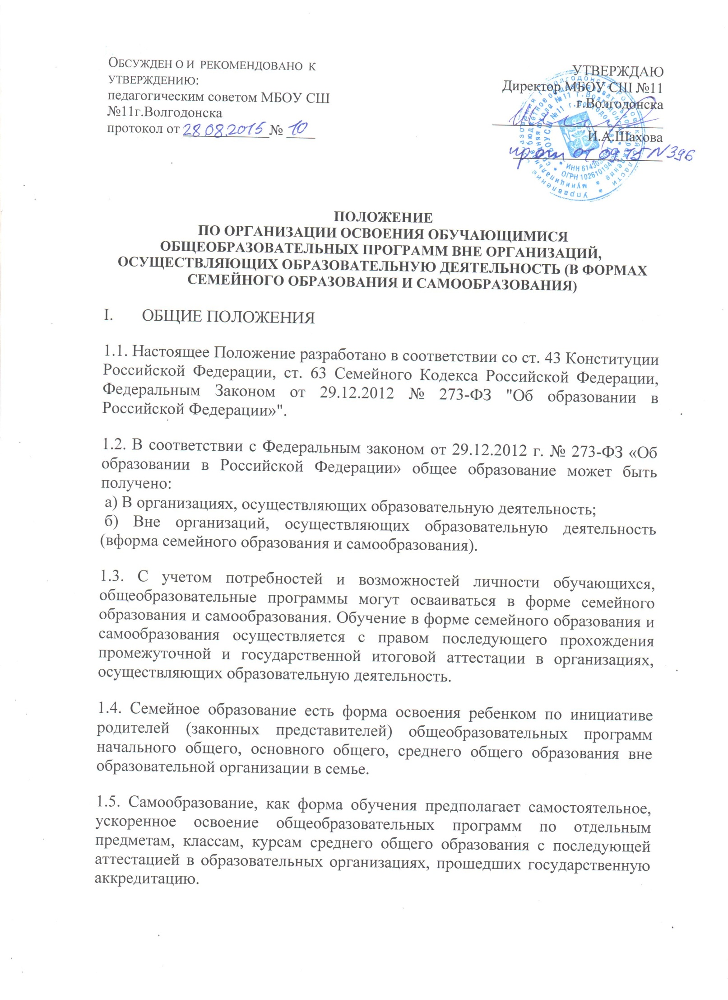 ОБСУЖДЕН О И РЕКОМЕНДОВАНО К
УТВЕРЖДЕНИЮ:
педагогическим советом МБОУ СШ
№11г.Волгодонска
протокол от 28.08.2015 № 10
УТВЕРЖДАЮ
Директор МБОУ СШ №11
г.Волгодонска
И.А.Шахова
от 09.15 N 396
ПОЛОЖЕНИЕ
ПО ОРГАНИЗАЦИИ ОСВОЕНИЯ ОБУЧАЮЩИМИСЯ
ОБЩЕОБРАЗОВАТЕЛЬНЫХ ПРОГРАММ ВНЕ ОРГАНИЗАЦИЙ,
ОСУЩЕСТВЛЯЮЩИХ ОБРАЗОВАТЕЛЬНУЮ ДЕЯТЕЛЬНОСТЬ (В ФОРМАХ
СЕМЕЙНОГО ОБРАЗОВАНИЯ И САМООБРАЗОВАНИЯ)
I. ОБЩИЕ ПОЛОЖЕНИЯ
1.1. Настоящее Положение разработано в соответствии со ст. 43 Конституции
Российской Федерации, ст. 63 Семейного Кодекса Российской Федерации,
Федеральным Законом от 29.12.2012 № 273-ФЗ "Об образовании в
Российской Федерации»".
1.2. В соответствии с Федеральным законом от 29.12.2012 г. № 273-ФЗ «Об
образовании в Российской Федерации» общее образование может быть
получено:
а) В организациях, осуществляющих образовательную деятельность;
б) Вне организаций, осуществляющих образовательную деятельность
(вформа семейного образования и самообразования).
1.3. С учетом потребностей и возможностей личности обучающихся,
общеобразовательные программы могут осваиваться в форме семейного
образования и самообразования. Обучение в форме семейного образования и
самообразования осуществляется с правом последующего прохождения
промежуточной и государственной итоговой аттестации в организациях,
осуществляющих образовательную деятельность.
1.4. Семейное образование есть форма освоения ребенком по инициативе
родителей (законных представителей) общеобразовательных программ
начального общего, основного общего, среднего общего образования вне
образовательной организации в семье.
1.5. Самообразование, как форма обучения предполагает самостоятельное,
ускоренное освоение общеобразовательных программ по отдельным
предметам, классам, курсам среднего общего образования с последующей
аттестацией в образовательных организациях, прошедших государственную
аккредитацию.